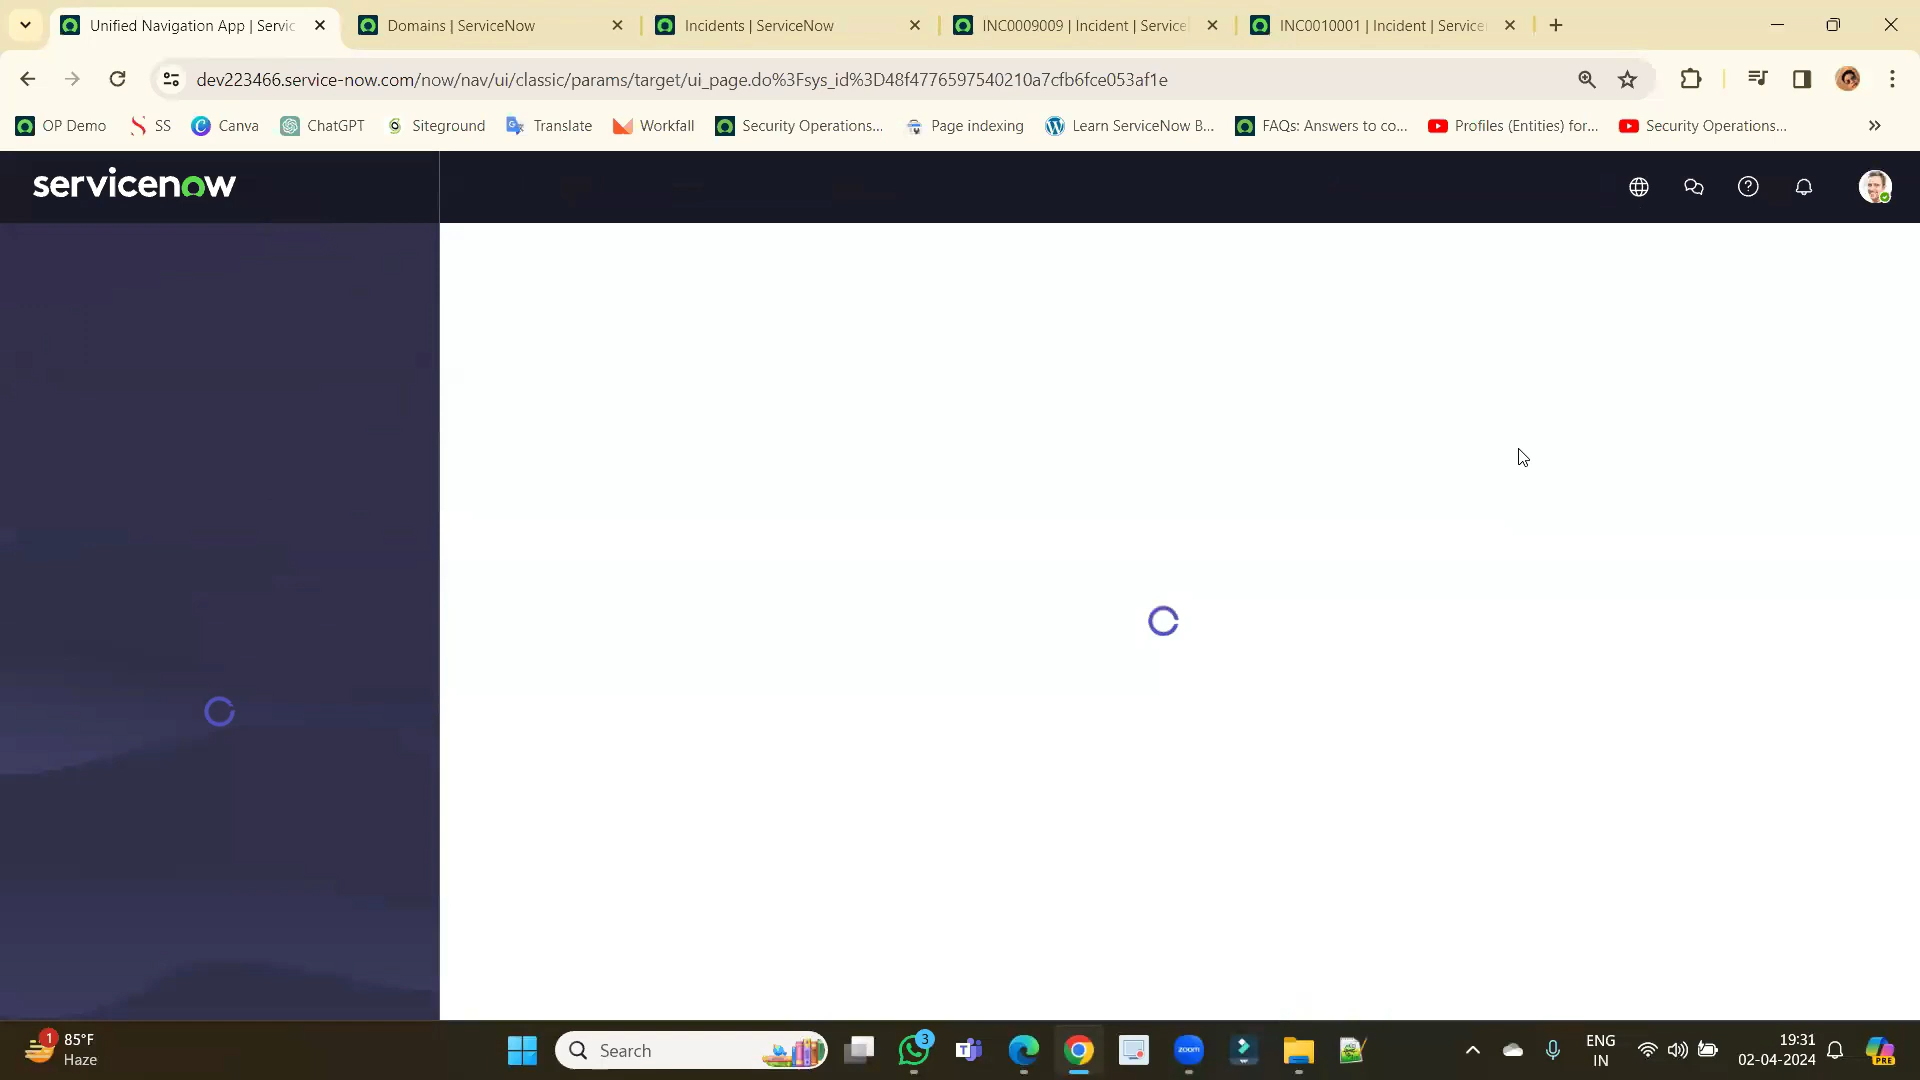 Unified Navigation App | Servic
Domains | ServiceNow
Incidents | ServiceNow
INC0009009 | Incident | Service
INC0010001 | Incident | Service
dev223466.service-now.com/now/nav/ui/classic/params/target/ui_page.do%3Fsys_id%3D48f4776597540210a7cfb6fce053af1e
OP Demo
SS
Canva
ChatGPT
Siteground
Translate
Workfall
Security Operations...
Page indexing
Learn ServiceNow B...
FAQs: Answers to co...
Profiles (Entities) for...
Security Operations...
servicenow
1
85°F
Haze
Search
3
zoom
ENG
IN
19:31
02-04-2024
PRE